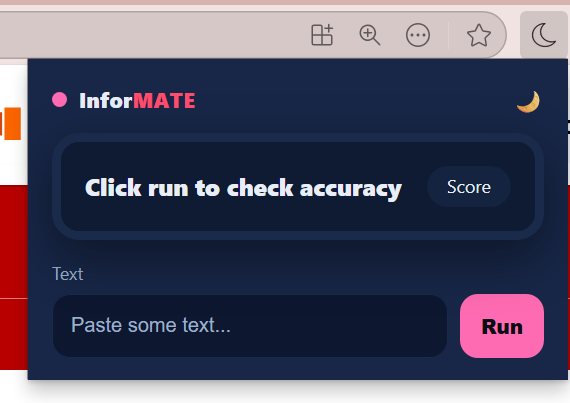 InforMATE
Click run to check accuracy
Score
Text
Paste some text...
Run